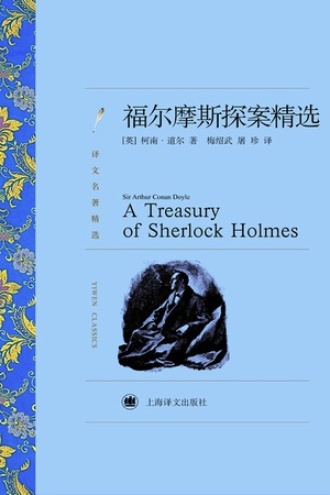 福尔摩斯探案精选
[英] 柯南·道尔 著 梅绍武 屠珍 译
译文名著精选
YIWEN CLASSICS
Sir Arthur Conan Doyle
A Treasury
of Sherlock Holmes
上海译文出版社